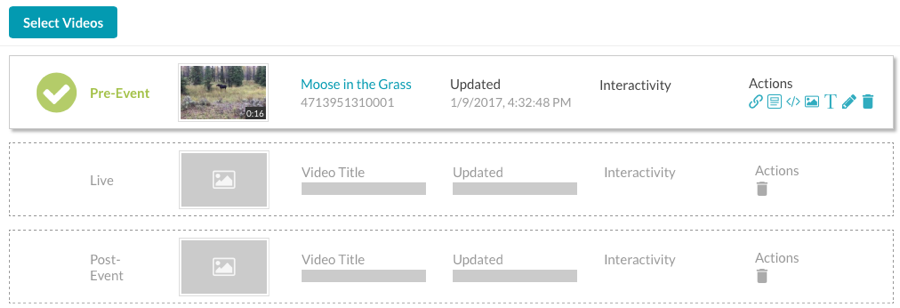 Select Videos
Pre-Event
0:16
Moose in the Grass
4713951310001
Updated
1/9/2017, 4:32:48 PM
Interactivity
Actions
Live
Video Title
Updated
Interactivity
Actions
Post-
Event
Video Title
Updated
Interactivity
Actions